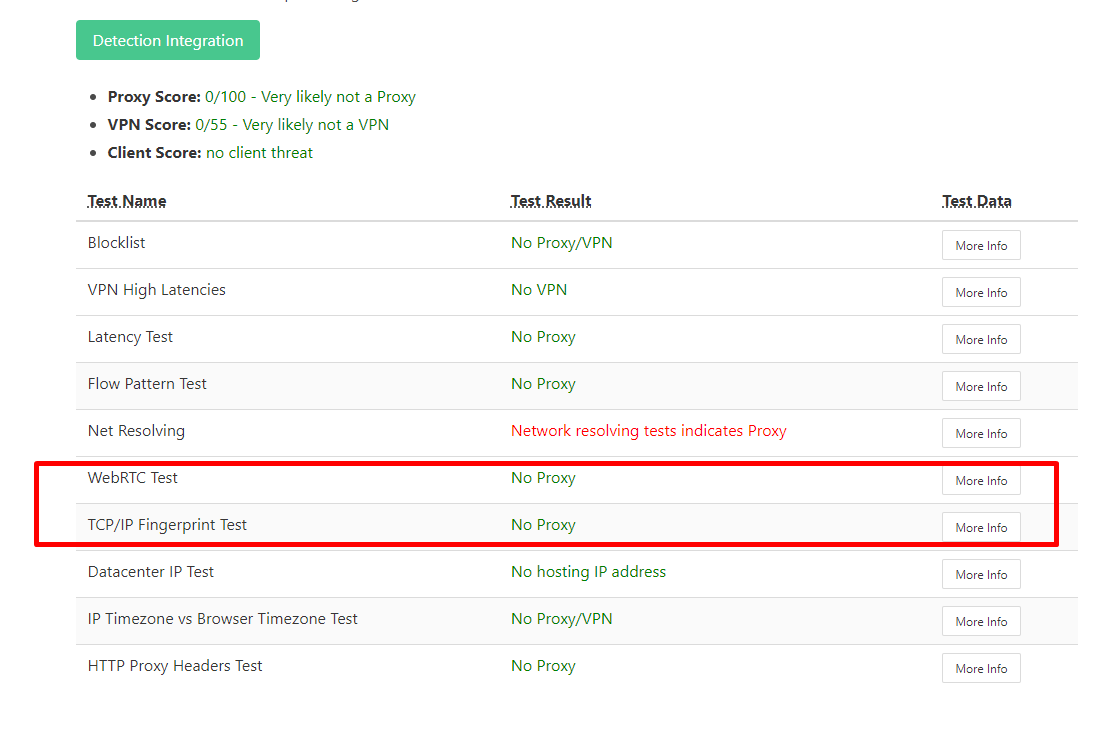 Detection Integration
Proxy Score: 0/100 - Very likely not a Proxy
VPN Score: 0/55 - Very likely not a VPN
Client Score: no client threat
Test Name Test Result Test Data
Blocklist No Proxy/VPN More Info
VPN High Latencies No VPN More Info
Latency Test No Proxy More Info
Flow Pattern Test No Proxy More Info
Net Resolving Network resolving tests indicates Proxy More Info
WebRTC Test No Proxy More Info
TCP/IP Fingerprint Test No Proxy More Info
Datacenter IP Test No hosting IP address More Info
IP Timezone vs Browser Timezone Test No Proxy/VPN More Info
HTTP Proxy Headers Test No Proxy More Info